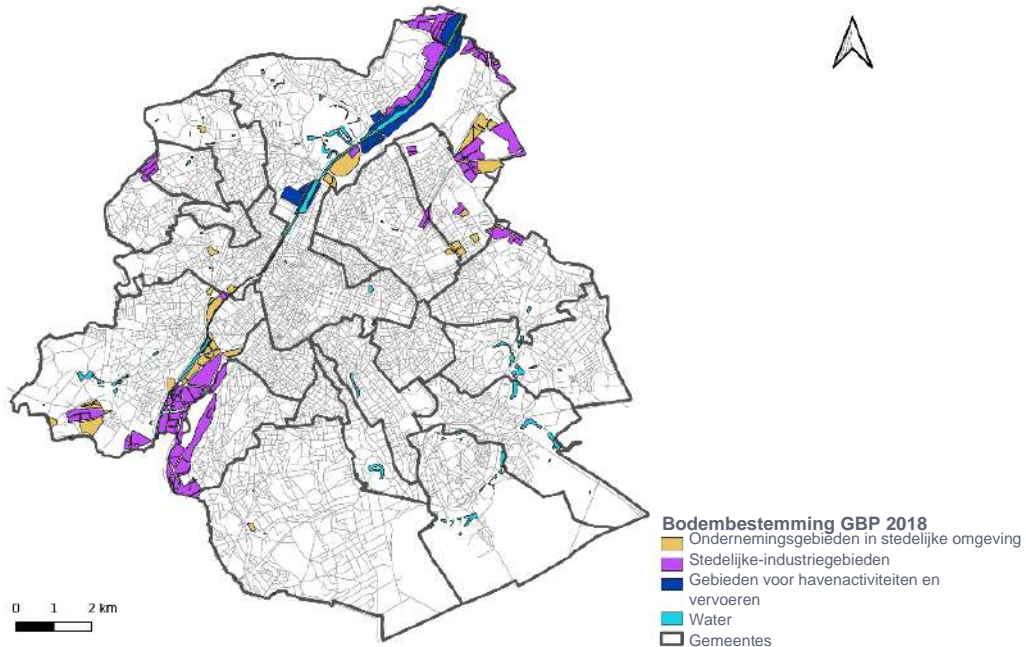 0 1 2 km
Bodembestemming GBP 2018
Ondernemingsgebieden in stedelijke omgeving
Stedelijke-industriegebieden
Gebieden voor havenactiviteiten en
vervoeren
Water
Gemeentes